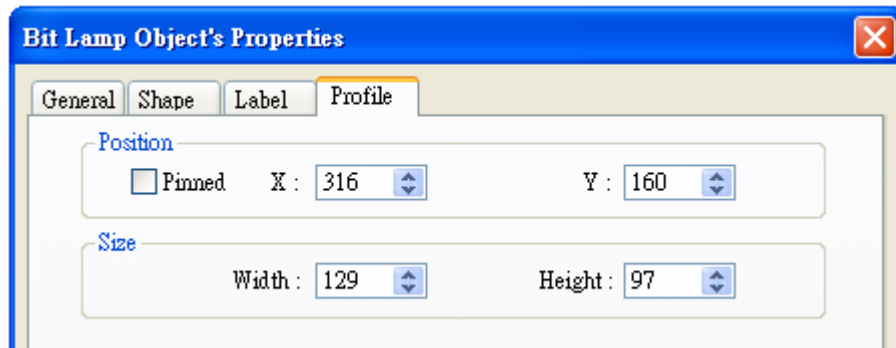 Bit Lamp Object's Properties
General Shape Label Profile
Position
Pinned X : 316 Y : 160
Size
Width : 129 Height : 97